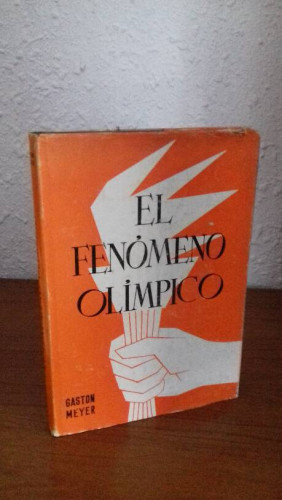 EL
FENÓMENO
OLÍMPICO
GASTON
MEYER